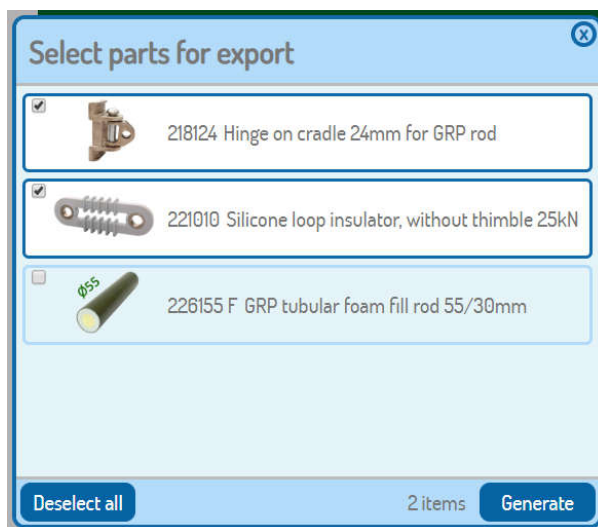 Select parts for export
218124 Hinge on cradle 24mm for GRP rod
221010 Silicone loop insulator, without thimble 25kN
Ø55
226155 F GRP tubular foam fill rod 55/30mm
Deselect all
2 items
Generate